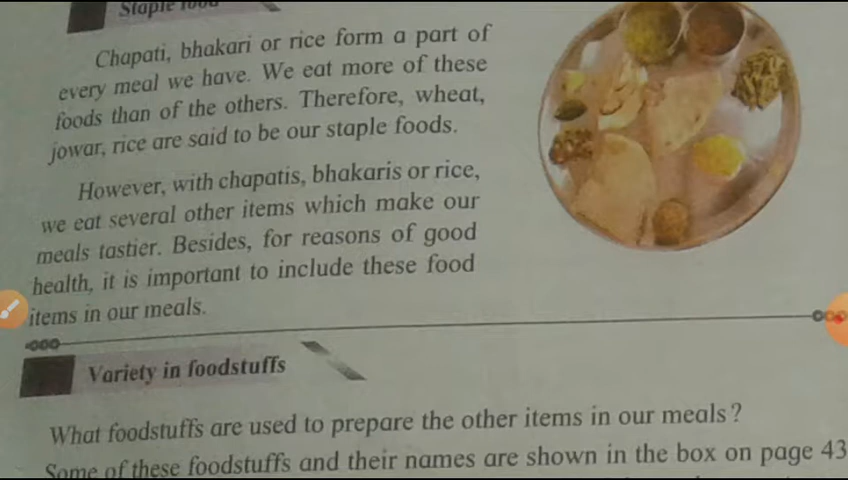 Staple food
Chapati, bhakari or rice form a part of
every meal we have. We eat more of these
foods than of the others. Therefore, wheat,
jowar, rice are said to be our staple foods.
However, with chapatis, bhakaris or rice,
we eat several other items which make our
meals tastier. Besides, for reasons of good
health, it is important to include these food
items in our meals.
Variety in foodstuffs
What foodstuffs are used to prepare the other items in our meals ?
Some of these foodstuffs and their names are shown in the box on page 43